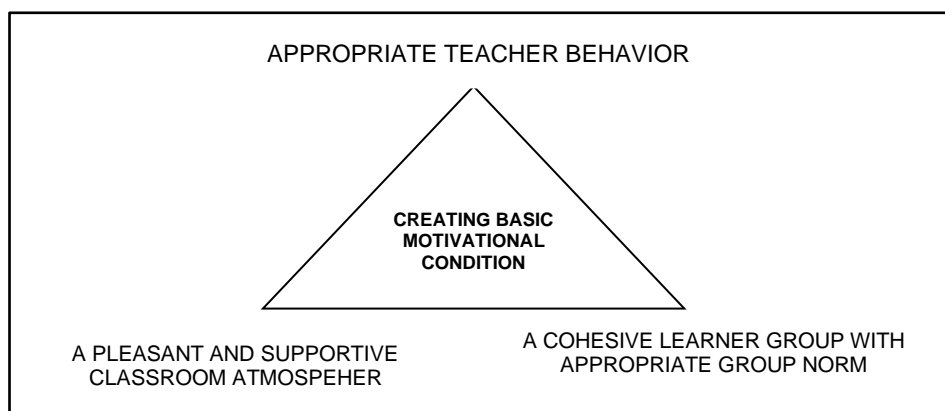 APPROPRIATE TEACHER BEHAVIOR
CREATING BASIC
MOTIVATIONAL
CONDITION
A PLEASANT AND SUPPORTIVE
CLASSROOM ATMOSPEHER
A COHESIVE LEARNER GROUP WITH
APPROPRIATE GROUP NORM